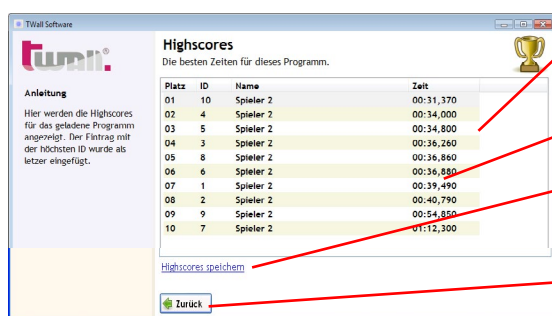 TWall Software
twall®
Anleitung
Hier werden die Highscores
für das geladene Programm
angezeigt. Der Eintrag mit
der höchsten ID wurde als
letzer eingefügt.
Highscores
Die besten Zeiten für dieses Programm.
Platz ID Name Zeit
01 10 Spieler 2 00:31,370
02 4 Spieler 2 00:34,000
03 5 Spieler 2 00:34,800
04 3 Spieler 2 00:36,260
05 8 Spieler 2 00:36,860
06 6 Spieler 2 00:36,880
07 1 Spieler 2 00:39,490
08 2 Spieler 2 00:40,790
09 9 Spieler 2 00:54,850
10 7 Spieler 2 01:12,300
Highscores speichern
Zurück